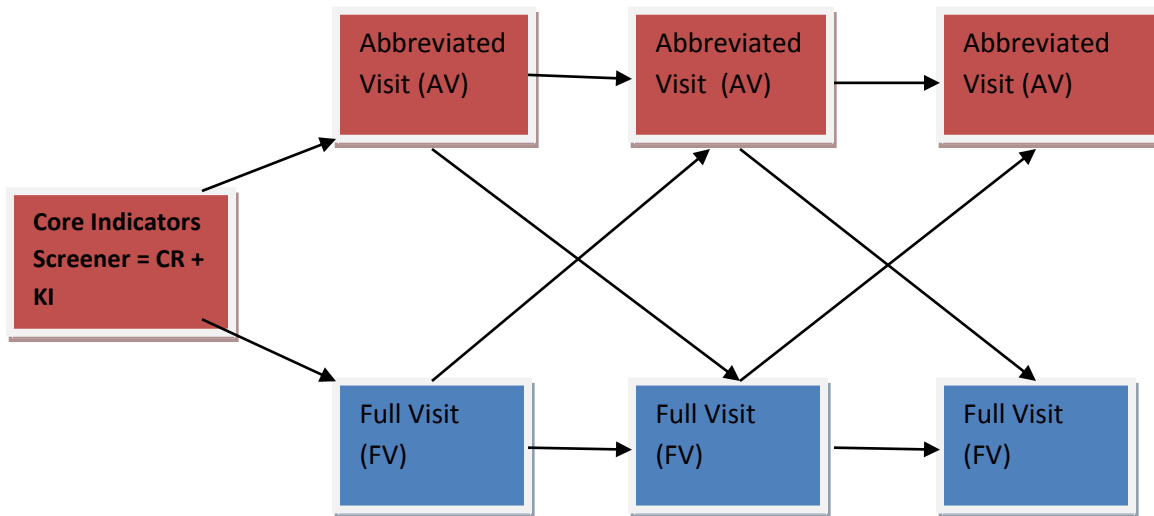 Abbreviated
Visit (AV)
Abbreviated
Visit  (AV)
Abbreviated
Visit (AV)
Core Indicators
Screener = CR +
KI
Full Visit
(FV)
Full Visit
(FV)
Full Visit
(FV)